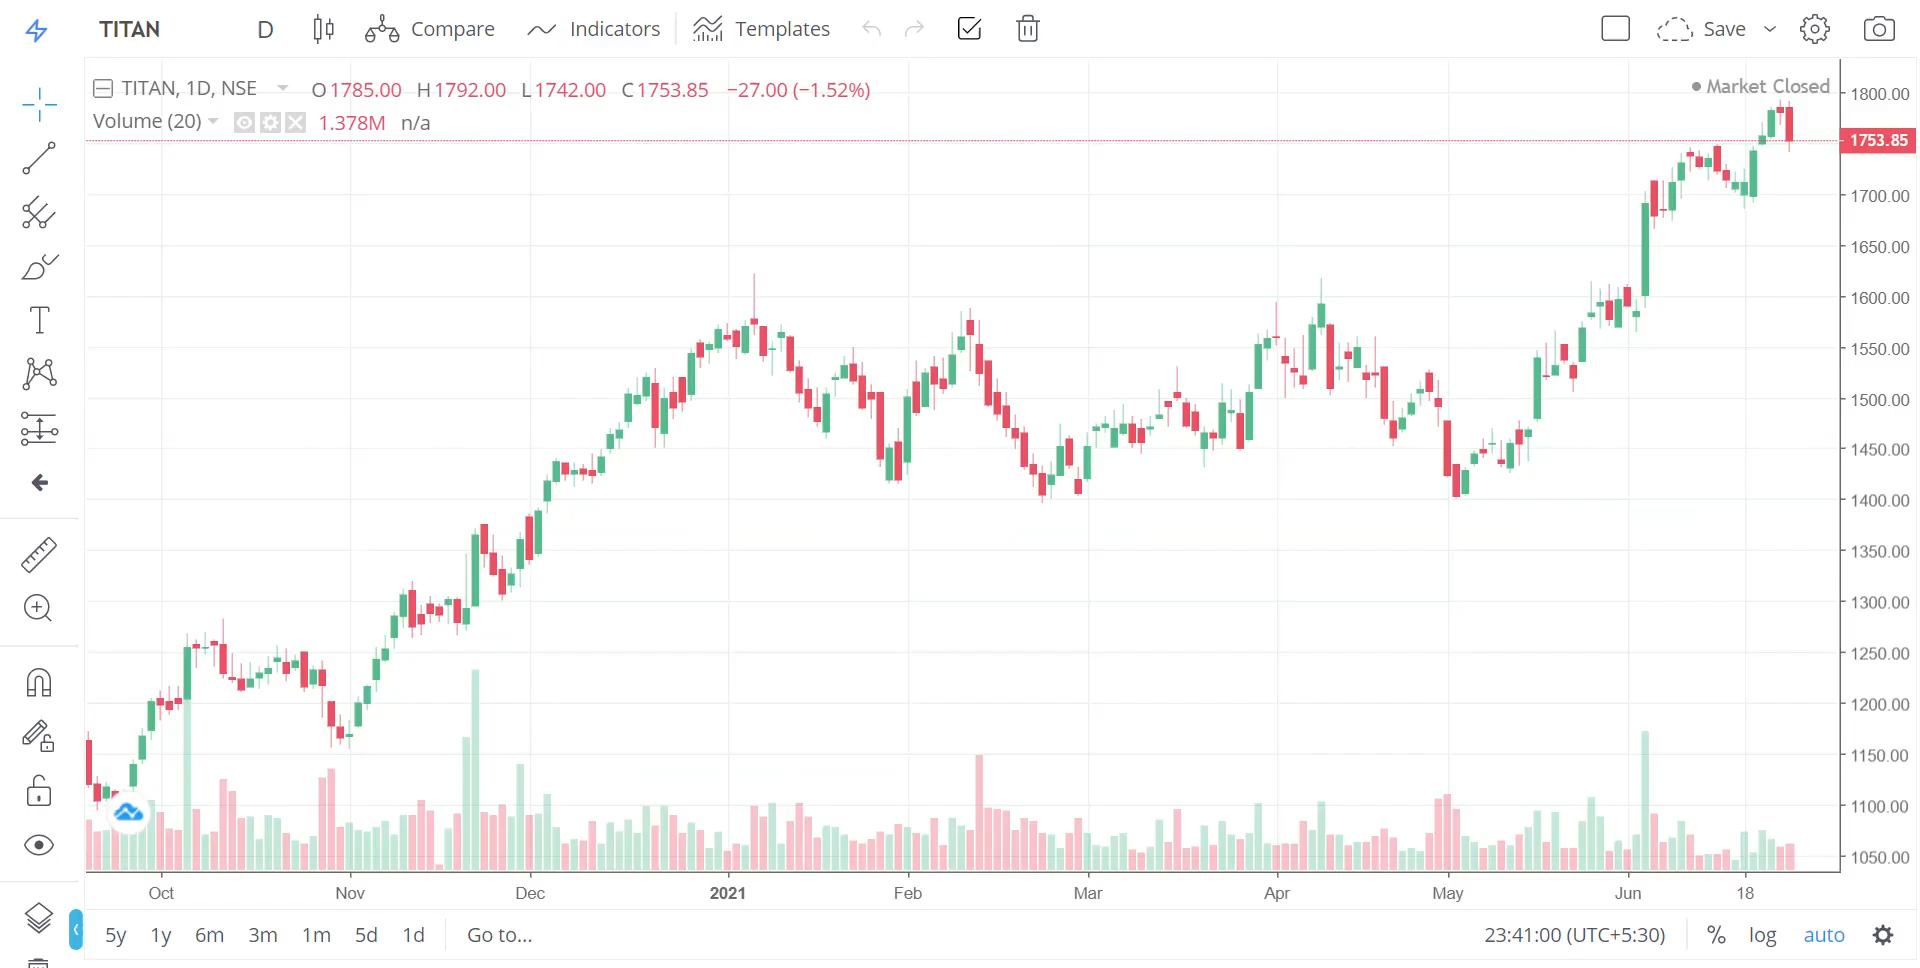 TITAN D Compare Indicators Templates Save
TITAN, 1D, NSE O1785.00 H1792.00 L1742.00 C1753.85 −27.00 (−1.52%)
Market Closed
Volume (20) 1.378M n/a
1800.00
1753.85
1700.00
1650.00
1600.00
1550.00
1500.00
1450.00
1400.00
1350.00
1300.00
1250.00
1200.00
1150.00
1100.00
1050.00
Oct Nov Dec 2021 Feb Mar Apr May Jun 18
5y 1y 6m 3m 1m 5d 1d Go to... 23:41:00 (UTC+5:30) % log auto